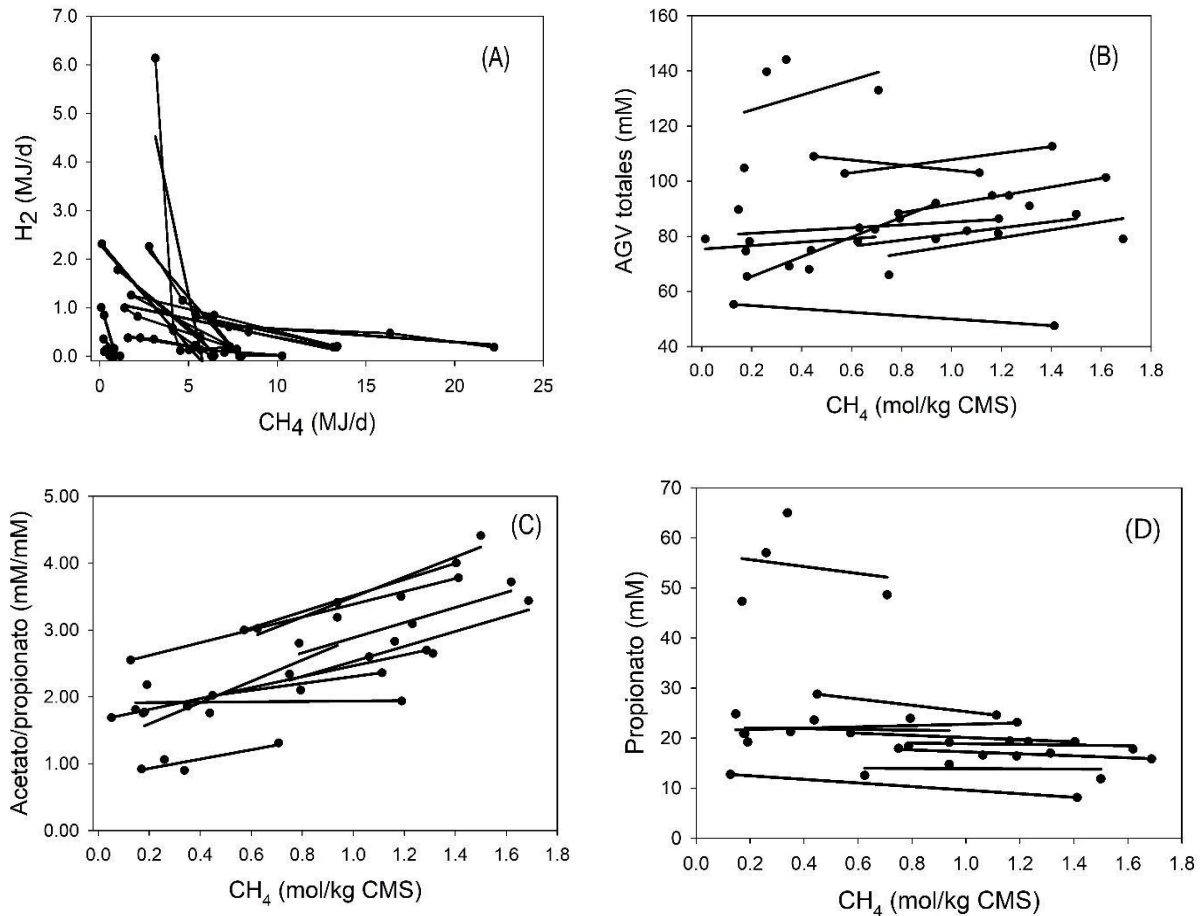 (A)
H2 (MJ/d)
7.0
6.0
5.0
4.0
3.0
2.0
1.0
0.0
0 5 10 15 20 25
CH4 (MJ/d)
(B)
AGV totales (mM)
160
140
120
100
80
60
40
0.0 0.2 0.4 0.6 0.8 1.0 1.2 1.4 1.6 1.8
CH4 (mol/kg CMS)
(C)
Acetato/propionato (mM/mM)
5.00
4.00
3.00
2.00
1.00
0.00
0.0 0.2 0.4 0.6 0.8 1.0 1.2 1.4 1.6 1.8
CH4 (mol/kg CMS)
(D)
Propionato (mM)
70
60
50
40
30
20
10
0
0.0 0.2 0.4 0.6 0.8 1.0 1.2 1.4 1.6 1.8
CH4 (mol/kg CMS)